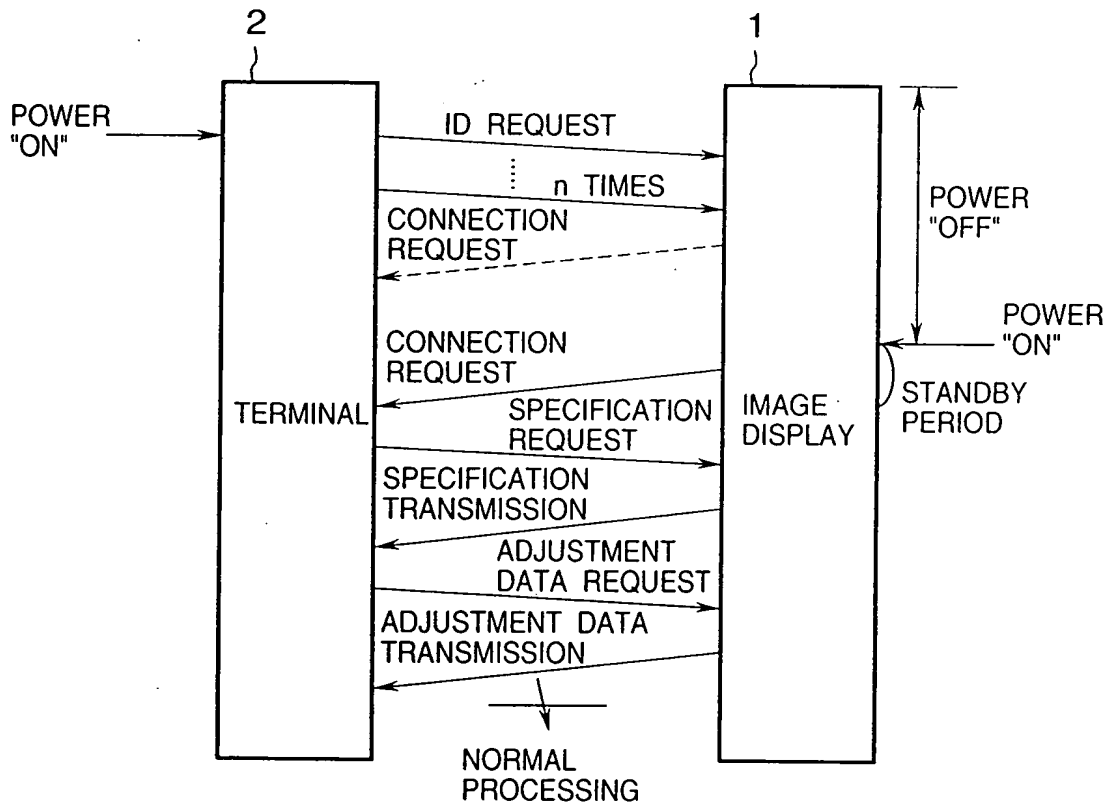 2
1
POWER
"ON"
ID REQUEST
n TIMES
CONNECTION
REQUEST
POWER
"OFF"
POWER
"ON"
CONNECTION
REQUEST
STANDBY
PERIOD
TERMINAL
IMAGE
DISPLAY
SPECIFICATION
REQUEST
SPECIFICATION
TRANSMISSION
ADJUSTMENT
DATA REQUEST
ADJUSTMENT DATA
TRANSMISSION
NORMAL
PROCESSING